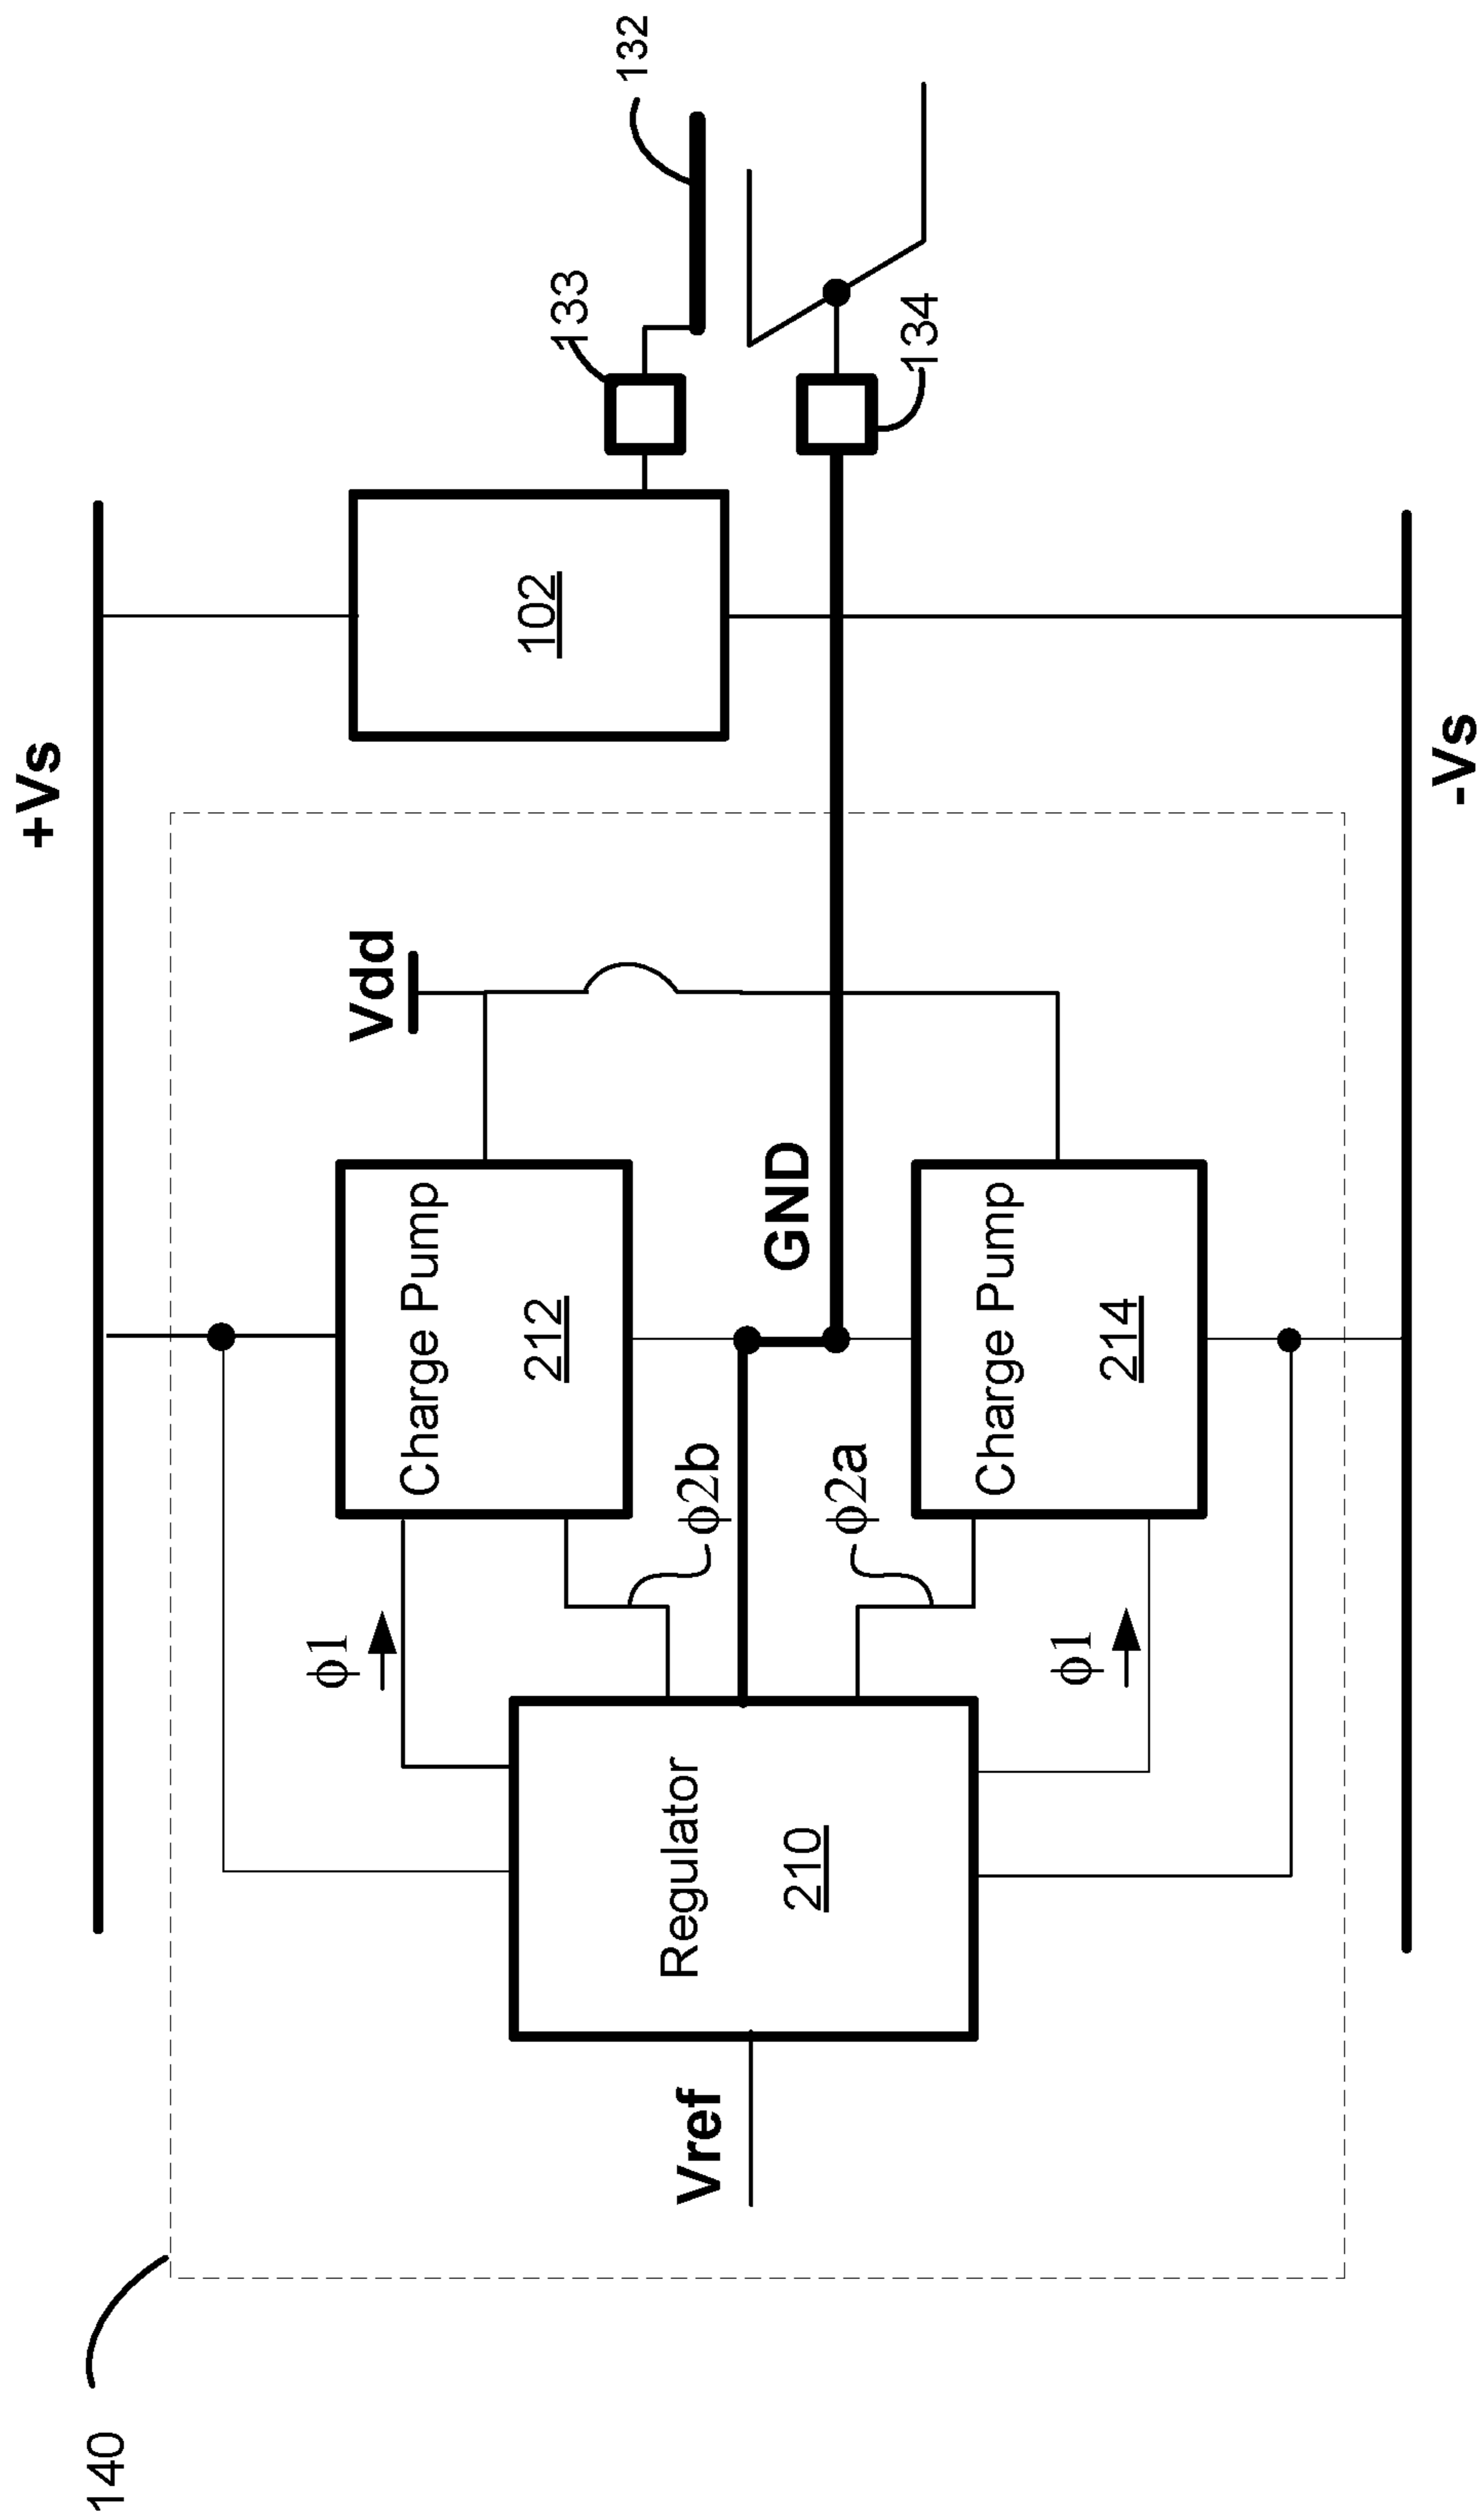 140
+Vs
Vref
Regulator
210
φ1
φ1
φ2b
φ2a
Charge Pump
212
Charge Pump
214
GND
Vdd
102
133
134
132
-Vs